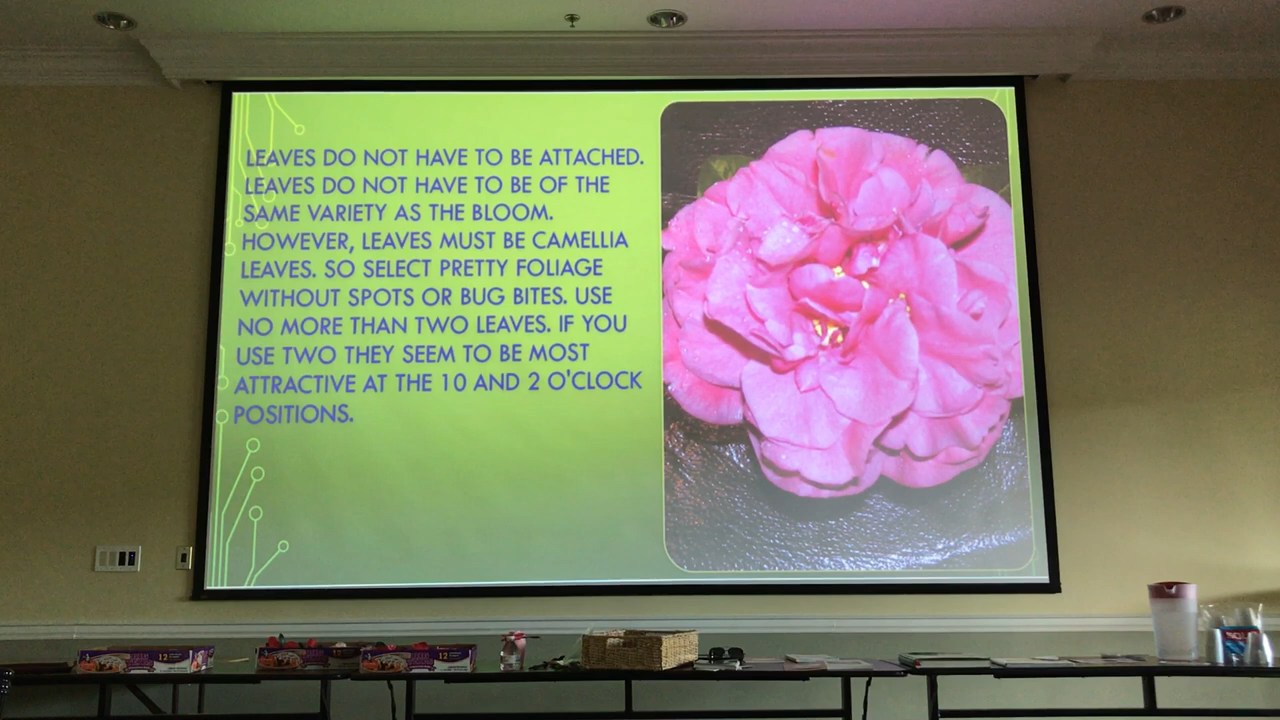 LEAVES DO NOT HAVE TO BE ATTACHED.
LEAVES DO NOT HAVE TO BE OF THE
SAME VARIETY AS THE BLOOM.
HOWEVER, LEAVES MUST BE CAMELLIA
LEAVES. SO SELECT PRETTY FOLIAGE
WITHOUT SPOTS OR BUG BITES. USE
NO MORE THAN TWO LEAVES. IF YOU
USE TWO THEY SEEM TO BE MOST
ATTRACTIVE AT THE 10 AND 2 O'CLOCK
POSITIONS.
12
12
12